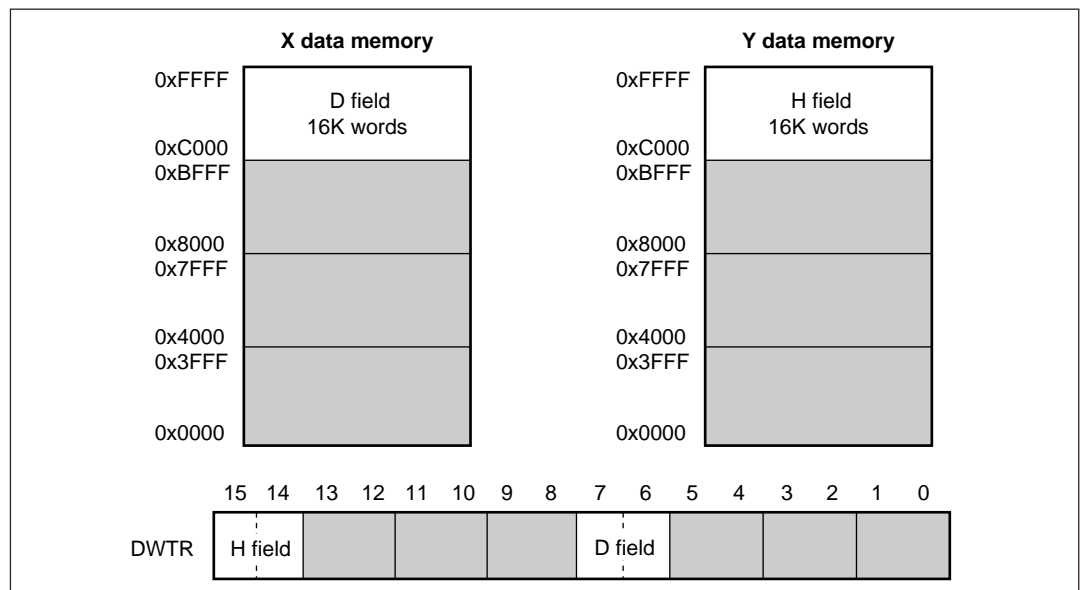 X data memory
0xFFFF
D field
16K words
0xC000
0xBFFF
0x8000
0x7FFF
0x4000
0x3FFF
0x0000
Y data memory
0xFFFF
H field
16K words
0xC000
0xBFFF
0x8000
0x7FFF
0x4000
0x3FFF
0x0000
15 14 13 12 11 10 9 8 7 6 5 4 3 2 1 0
DWTR H field D field